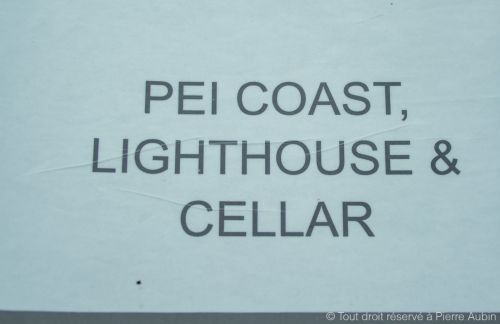 PEI COAST,
LIGHTHOUSE &
CELLAR
© Tout droit réservé à Pierre Aubin